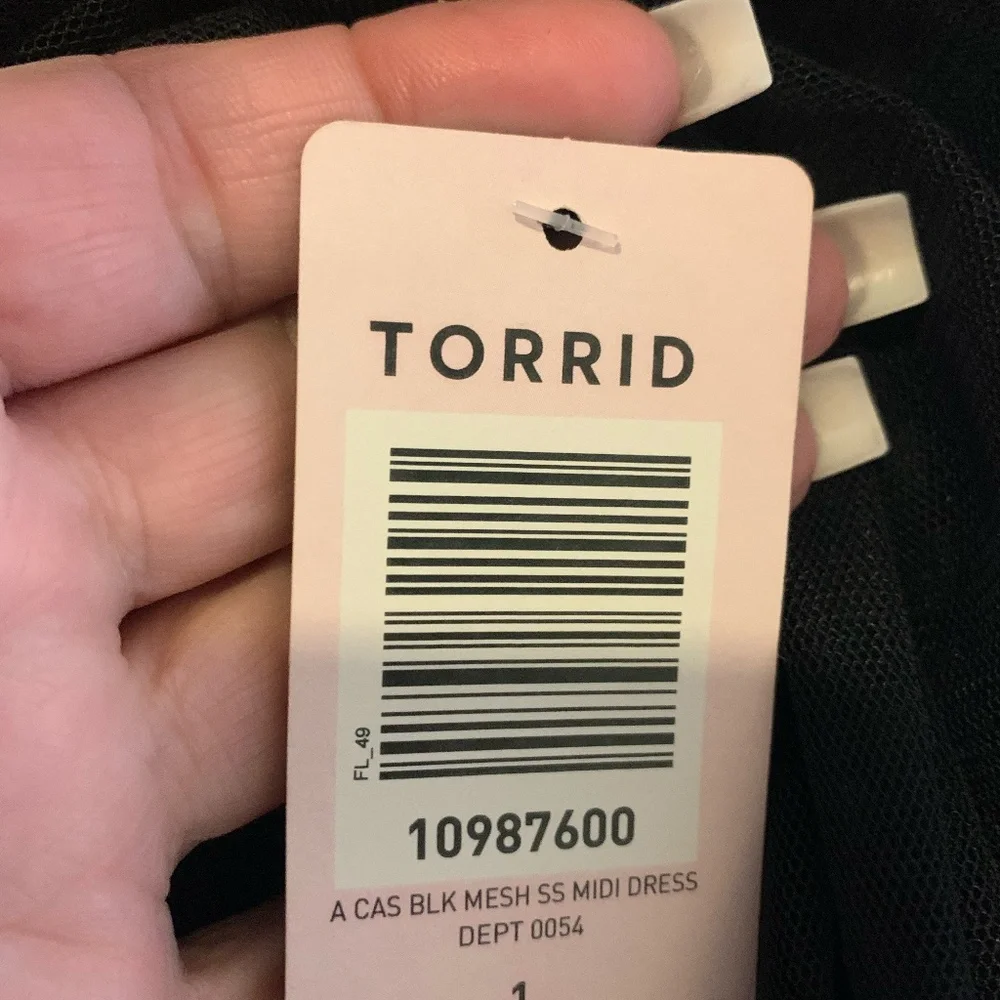 TORRID
FL_49
10987600
A CAS BLK MESH SS MIDI DRESS
DEPT 0054
1